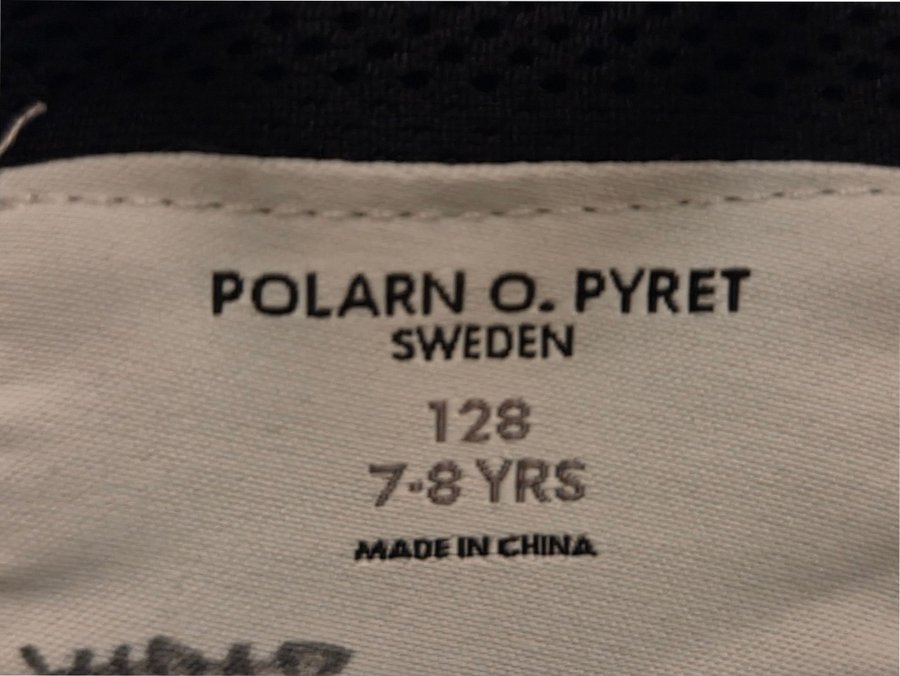 POLARN O. PYRET
SWEDEN
128
7-8 YRS
MADE IN CHINA